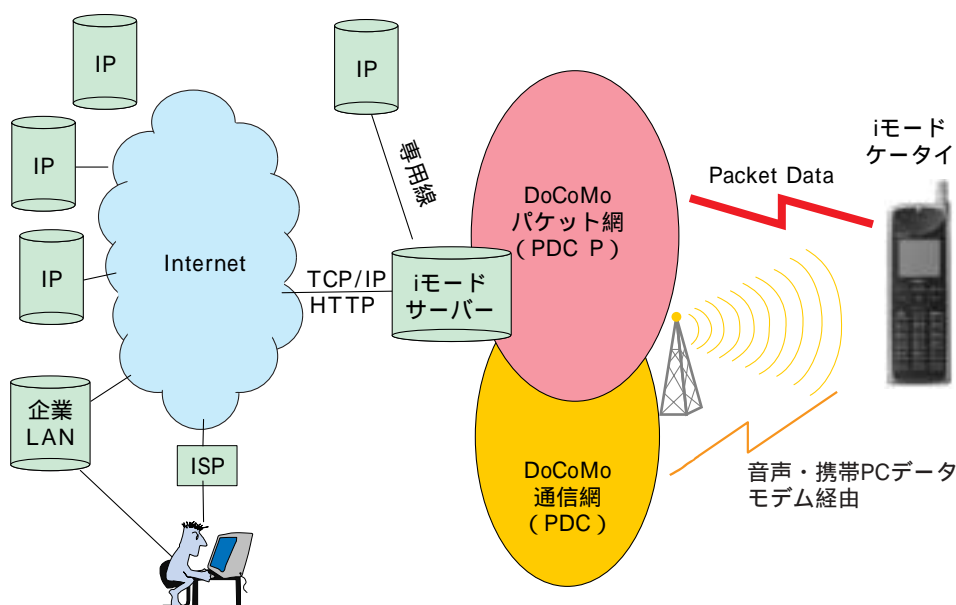 IP
IP
IP
IP
専用線
Internet
TCP/IP
HTTP
iモード
サーバー
DoCoMo
パケット網
(PDC P)
Packet Data
iモード
ケータイ
企業
LAN
ISP
DoCoMo
通信網
(PDC)
音声・携帯PCデータ
モデム経由